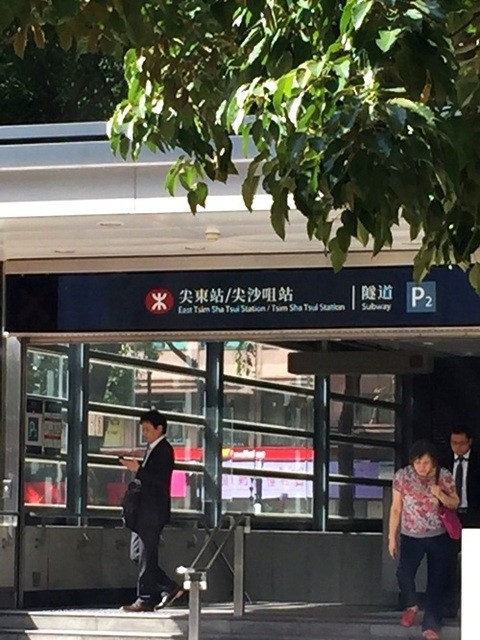 尖東站/尖沙咀站
East Tsim Sha Tsui Station / Tsim Sha Tsui Station
隧道
Subway
P2